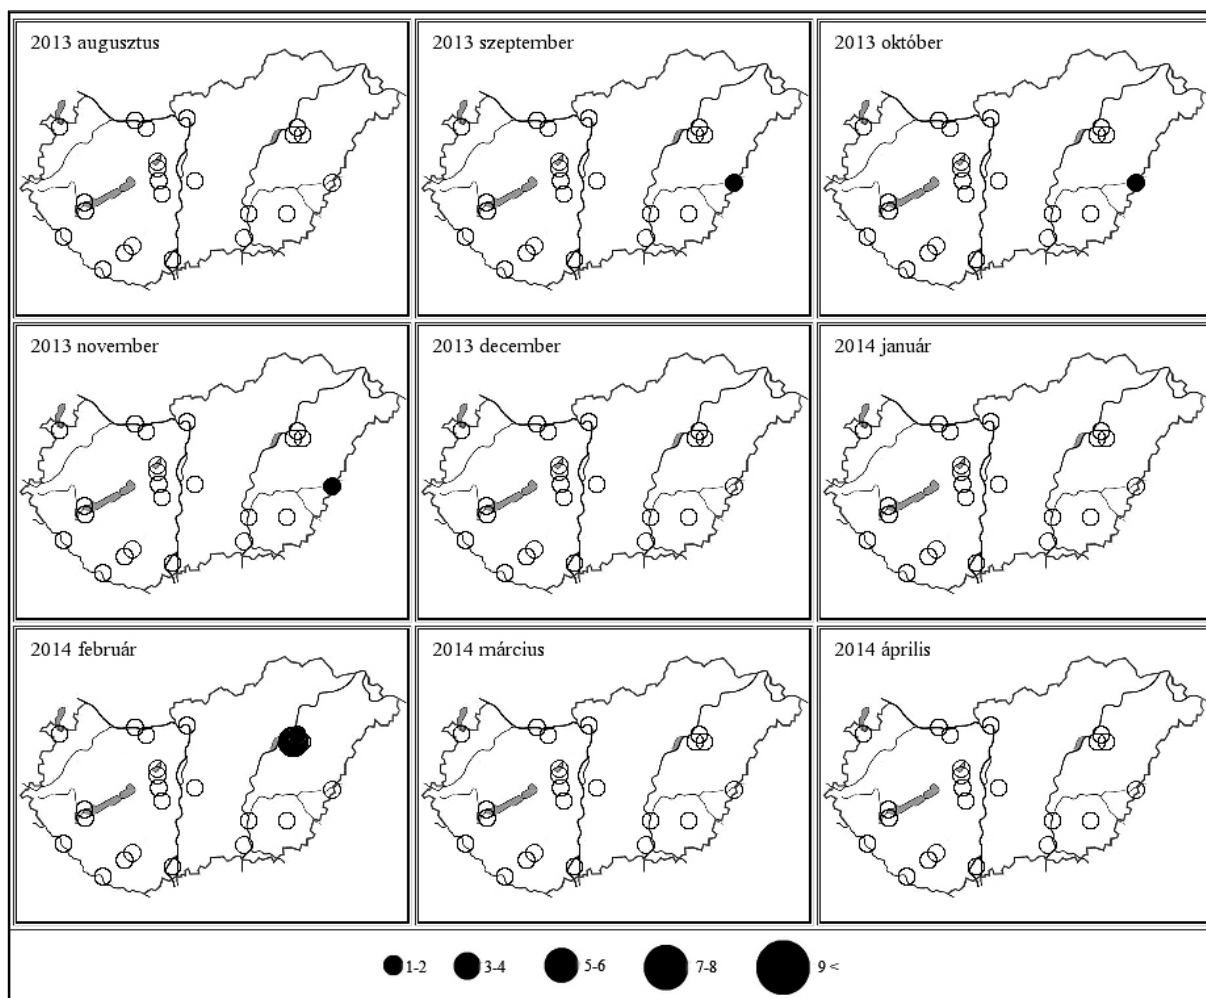 2013 augusztus
2013 szeptember
2013 október
2013 november
2013 december
2014 január
2014 február
2014 március
2014 április
1-2 3-4 5-6 7-8 9 <